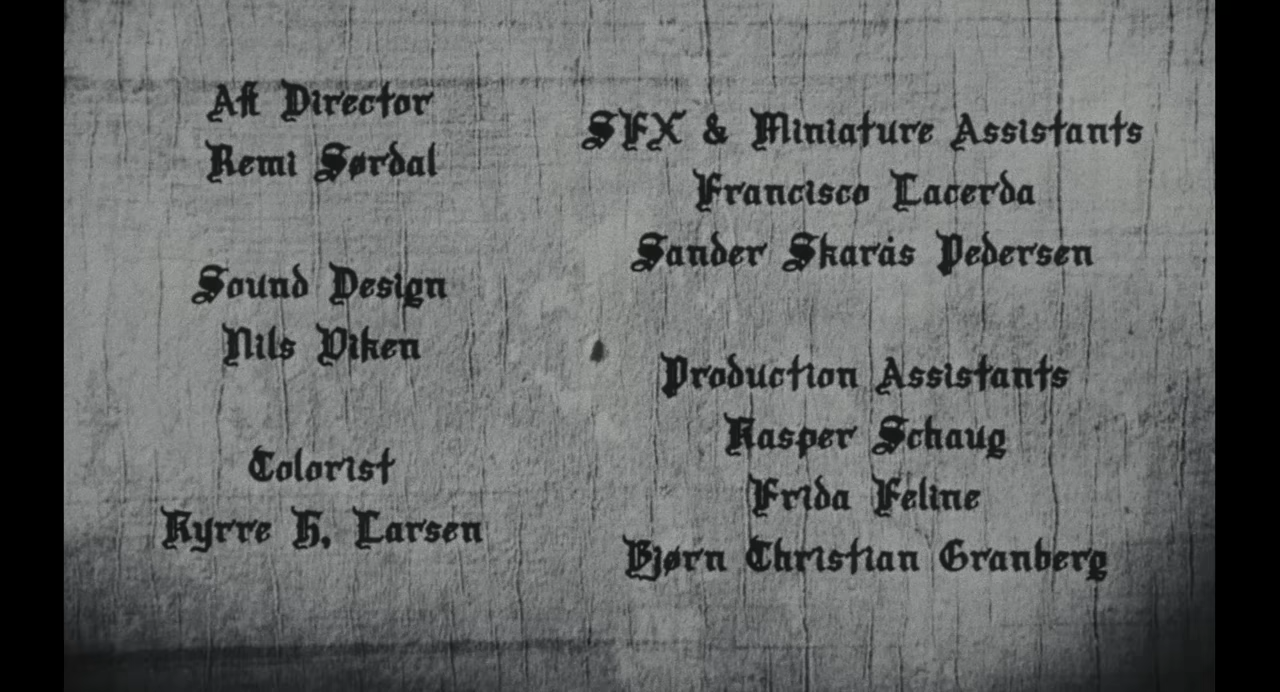 Art Director
Remi Sørdal
Sound Design
Nils Viken
Colorist
Kyrre H. Larsen
SFX & Miniature Assistants
Francisco Lacerda
Sander Skarås Pedersen
Production Assistants
Kasper Schaug
Frida Feline
Bjørn Christian Granberg